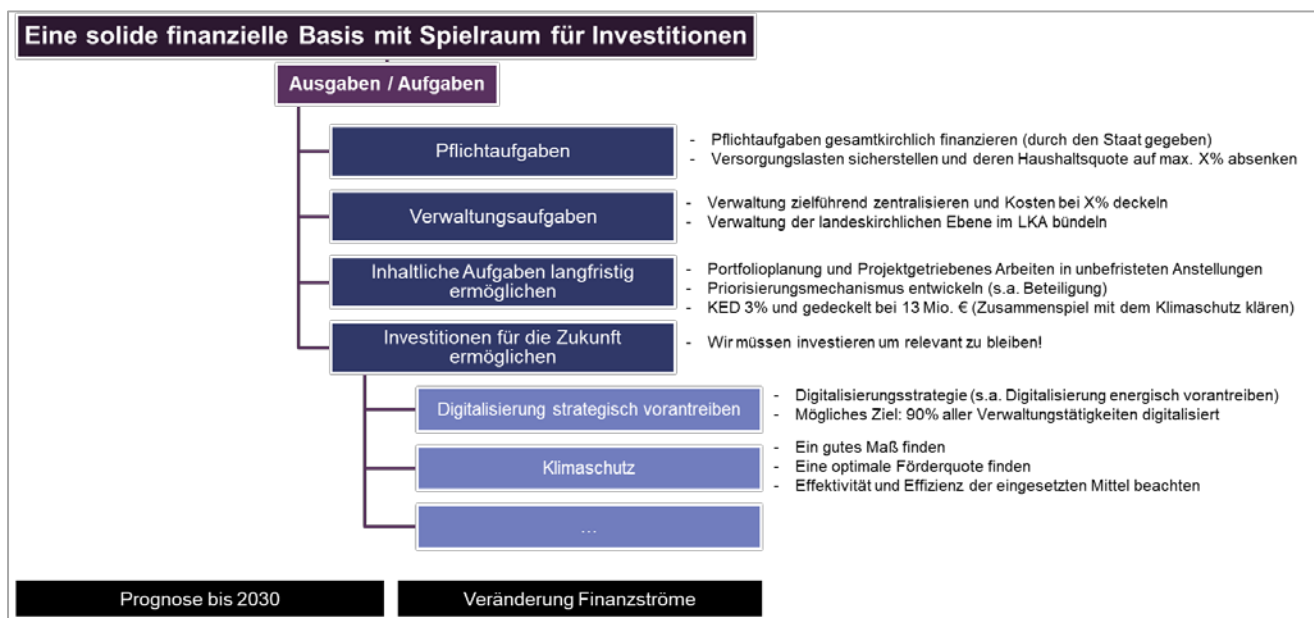 Eine solide finanzielle Basis mit Spielraum für Investitionen
Ausgaben / Aufgaben
Pflichtaufgaben
- Pflichtaufgaben gesamtkirchlich finanzieren (durch den Staat gegeben)
- Versorgungslasten sicherstellen und deren Haushaltsquote auf max. X% absenken
Verwaltungsaufgaben
- Verwaltung zielführend zentralisieren und Kosten bei X% deckeln
- Verwaltung der landeskirchlichen Ebene im LKA bündeln
Inhaltliche Aufgaben langfristig
ermöglichen
- Portfolioplanung und Projektgetriebenes Arbeiten in unbefristeten Anstellungen
- Priorisierungsmechanismus entwickeln (s.a. Beteiligung)
- KED 3% und gedeckelt bei 13 Mio. € (Zusammenspiel mit dem Klimaschutz klären)
Investitionen für die Zukunft
ermöglichen
- Wir müssen investieren um relevant zu bleiben!
Digitalisierung strategisch vorantreiben
- Digitalisierungsstrategie (s.a. Digitalisierung energisch vorantreiben)
- Mögliches Ziel: 90% aller Verwaltungstätigkeiten digitalisiert
Klimaschutz
- Ein gutes Maß finden
- Eine optimale Förderquote finden
- Effektivität und Effizienz der eingesetzten Mittel beachten
...
Prognose bis 2030
Veränderung Finanzströme